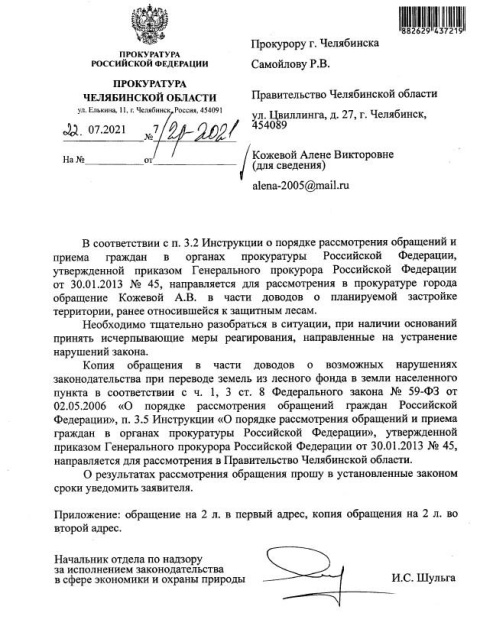 882629 437219
ПРОКУРАТУРА
РОССИЙСКОЙ ФЕДЕРАЦИИ
ПРОКУРАТУРА
ЧЕЛЯБИНСКОЙ ОБЛАСТИ
ул. Елькина, 11, г. Челябинск, Россия, 454091
22. 07.2021 № 7/20-2021
На № от
Прокурору г. Челябинска
Самойлову Р.В.
Правительство Челябинской области
ул. Цвиллинга, д. 27, г. Челябинск,
454089
Кожевой Алене Викторовне
(для сведения)
alena-2005@mail.ru
В соответствии с п. 3.2 Инструкции о порядке рассмотрения обращений и
приема граждан в органах прокуратуры Российской Федерации,
утвержденной приказом Генерального прокурора Российской Федерации
от 30.01.2013 № 45, направляется для рассмотрения в прокуратуре города
обращение Кожевой А.В. в части доводов о планируемой застройке
территории, ранее относившейся к защитным лесам.
Необходимо тщательно разобраться в ситуации, при наличии оснований
принять исчерпывающие меры реагирования, направленные на устранение
нарушений закона.
Копия обращения в части доводов о возможных нарушениях
законодательства при переводе земель из лесного фонда в земли населенного
пункта в соответствии с ч. 1, 3 ст. 8 Федерального закона № 59-ФЗ от
02.05.2006 «О порядке рассмотрения обращений граждан Российской
Федерации», п. 3.5 Инструкции «О порядке рассмотрения обращений и приема
граждан в органах прокуратуры Российской Федерации», утвержденной
приказом Генерального прокурора Российской Федерации от 30.01.2013 № 45,
направляется для рассмотрения в Правительство Челябинской области.
О результатах рассмотрения обращения прошу в установленные законом
сроки уведомить заявителя.
Приложение: обращение на 2 л. в первый адрес, копия обращения на 2 л. во
второй адрес.
Начальник отдела по надзору
за исполнением законодательства
в сфере экономики и охраны природы
И.С. Шульга